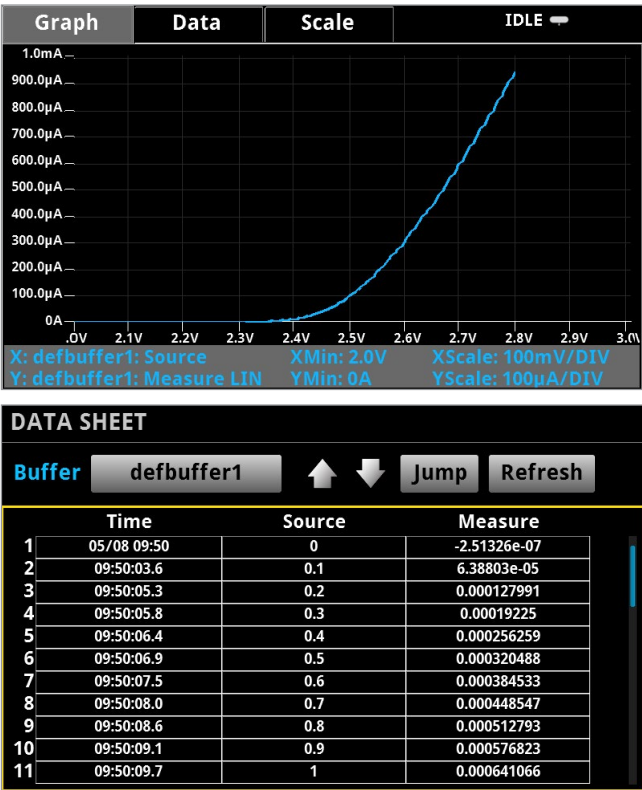 Graph Data Scale IDLE
1.0mA
900.0µA
800.0µA
700.0µA
600.0µA
500.0µA
400.0µA
300.0µA
200.0µA
100.0µA
0A
.0V 2.1V 2.2V 2.3V 2.4V 2.5V 2.6V 2.7V 2.8V 2.9V 3.0V
X: defbuffer1: Source XMin: 2.0V XScale: 100mV/DIV
Y: defbuffer1: Measure LIN YMin: 0A YScale: 100µA/DIV
DATA SHEET
Buffer defbuffer1 Jump Refresh
Time Source Measure
1 05/08 09:50 0 -2.51326e-07
2 09:50:03.6 0.1 6.38803e-05
3 09:50:05.3 0.2 0.000127991
4 09:50:05.8 0.3 0.00019225
5 09:50:06.4 0.4 0.000256259
6 09:50:06.9 0.5 0.000320488
7 09:50:07.5 0.6 0.000384533
8 09:50:08.0 0.7 0.000448547
9 09:50:08.6 0.8 0.000512793
10 09:50:09.1 0.9 0.000576823
11 09:50:09.7 1 0.000641066